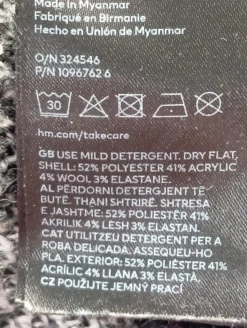 Made in Myanmar
Fabriqué en Birmanie
Hecho en Unión de Myanmar
O/N 324546
P/N 1096762 6
30
hm.com/takecare
GB USE MILD DETERGENT. DRY FLAT,
SHELL: 52% POLYESTER 41% ACRYLIC
4% WOOL 3% ELASTANE.
AL PËRDORNI DETERGJENT TË
BUTË. THANI SHTRIRË. SHTRESA
E JASHTME: 52% POLIESTËR 41%
AKRILIK 4% LESH 3% ELASTAN.
CAT UTILITZEU DETERGENT PER A
ROBA DELICADA. ASSEQUEU-HO
PLA. EXTERIOR: 52% POLIÈSTER 41%
ACRÍLIC 4% LLANA 3% ELASTÀ.
CZ POUŽIJTE JEMNÝ PRACÍ